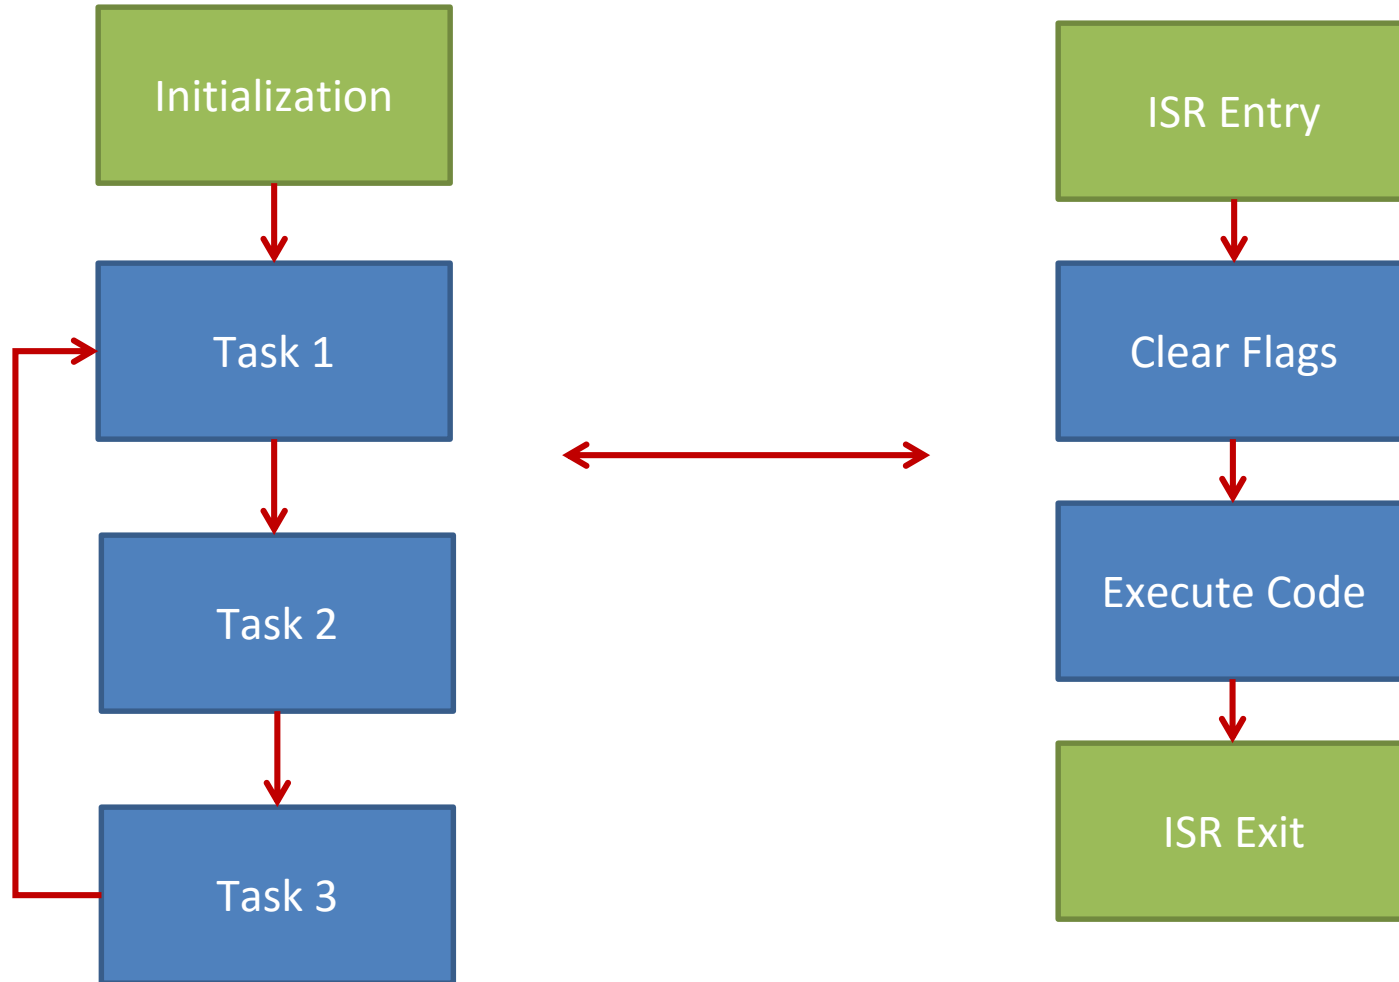 Initialization
Task 1
Task 2
Task 3
ISR Entry
Clear Flags
Execute Code
ISR Exit